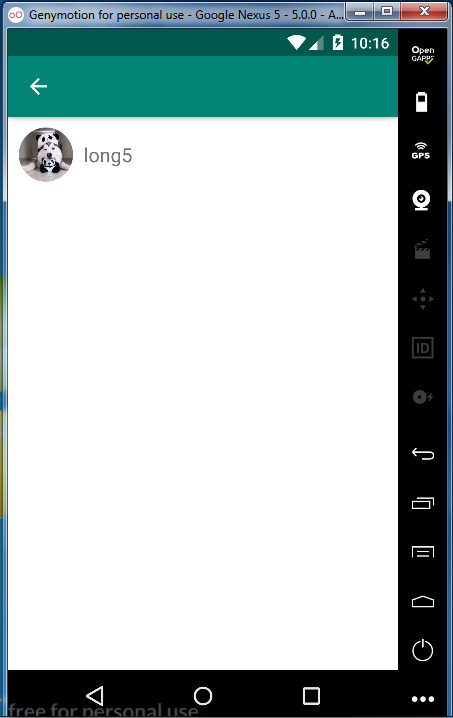 Genymotion for personal use - Google Nexus 5 - 5.0.0 - A...
10:16
Open
GAPPS
long5
GPS
ID
free for personal use